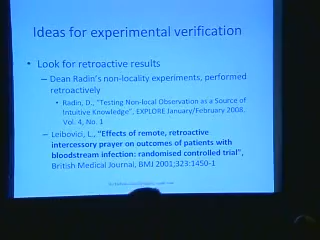 Ideas for experimental verification
• Look for retroactive results
– Dean Radin's non-locality experiments, performed
retroactively
• Radin, D., "Testing Non-local Observation as a Source of
Intuitive Knowledge", EXPLORE January/February 2008,
Vol. 4, No. 1
– Leibovici, L., "Effects of remote, retroactive
intercessory prayer on outcomes of patients with
bloodstream infection: randomised controlled trial",
British Medical Journal, BMJ 2001;323:1450-1